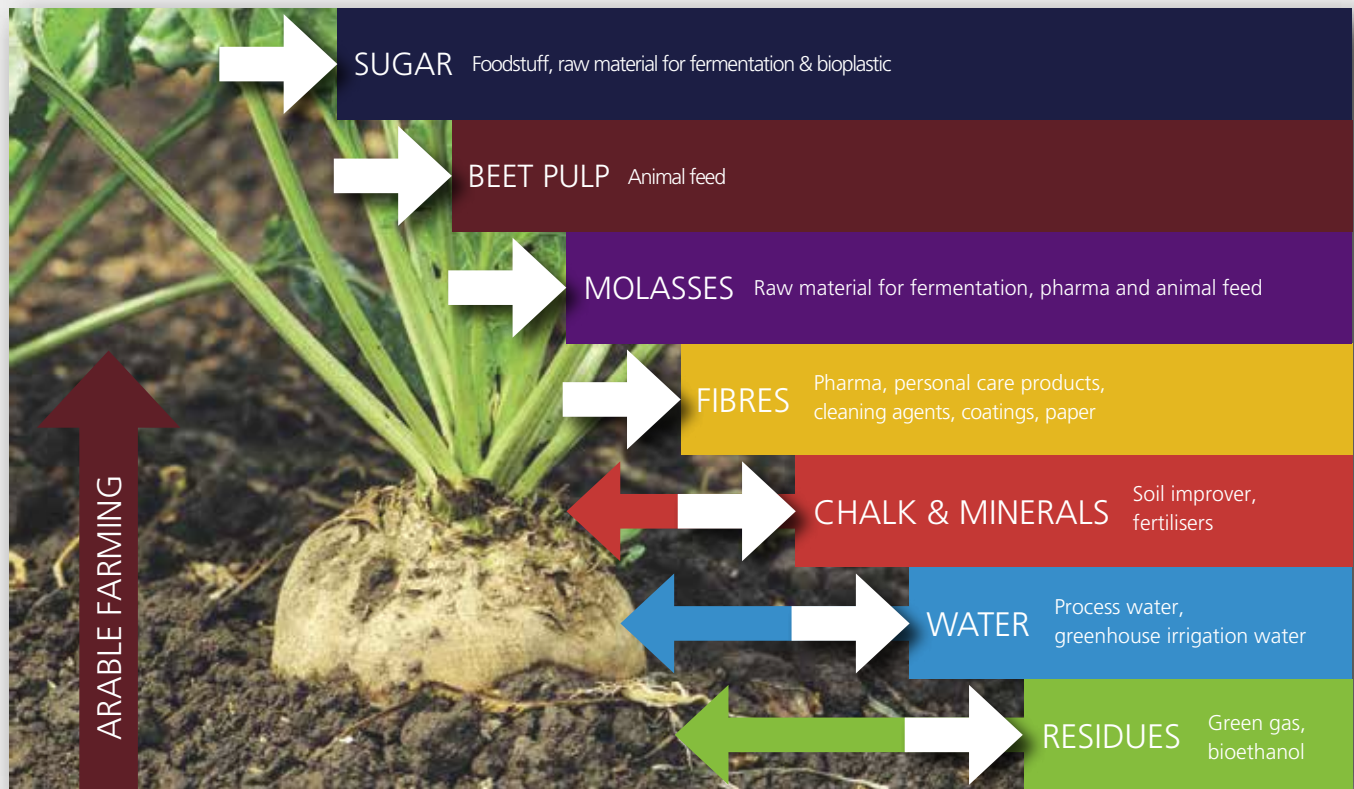 SUGAR Foodstuff, raw material for fermentation & bioplastic
BEET PULP Animal feed
MOLASSES Raw material for fermentation, pharma and animal feed
FIBRES Pharma, personal care products,
cleaning agents, coatings, paper
CHALK & MINERALS Soil improver,
fertilisers
WATER Process water,
greenhouse irrigation water
RESIDUES Green gas,
bioethanol
ARABLE FARMING